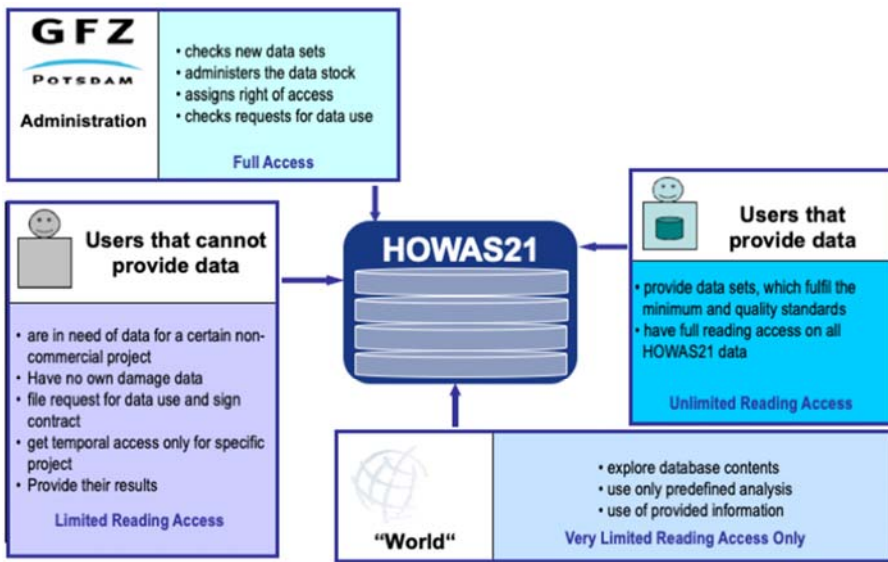 GFZ
POTSDAM
Administration
• checks new data sets
• administers the data stock
• assigns right of access
• checks requests for data use
Full Access
Users that cannot
provide data
• are in need of data for a certain non-
commercial project
• Have no own damage data
• file request for data use and sign
contract
• get temporal access only for specific
project
• Provide their results
Limited Reading Access
HOWAS21
Users that
provide data
• provide data sets, which fulfil the
minimum and quality standards
• have full reading access on all
HOWAS21 data
Unlimited Reading Access
“World“
• explore database contents
• use only predefined analysis
• use of provided information
Very Limited Reading Access Only